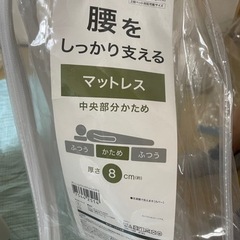 腰を
しっかり支える
マットレス
中央部分かため
ふつう かため ふつう
厚さ 8 cm(約)